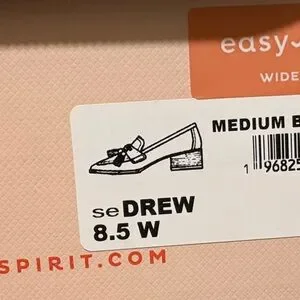 easy
WIDE
MEDIUM B
1 96825
seDREW
8.5 W
SPIRIT.COM